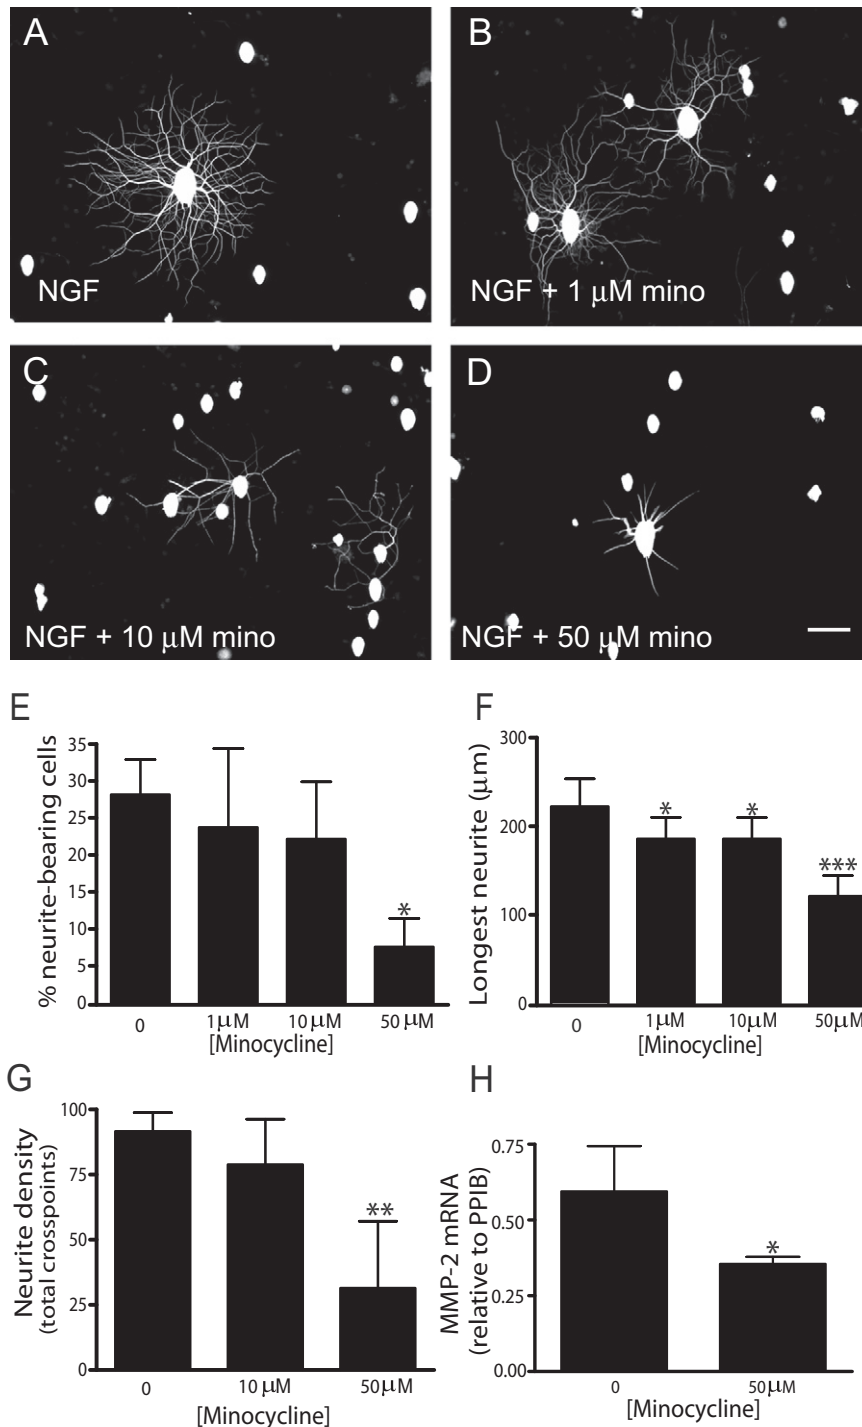 A
NGF
B
NGF + 1 μM mino
C
NGF + 10 μM mino
D
NGF + 50 μM mino
E
% neurite-bearing cells
35
30
25
20
15
10
5
0
*
0
1μM
10μM
50μM
[Minocycline]
F
Longest neurite (μm)
300
200
100
0
*
*
***
0
1μM
10μM
50μM
[Minocycline]
G
Neurite density
(total crosspoints)
100
75
50
25
0
**
0
10μM
50μM
[Minocycline]
H
MMP-2 mRNA
(relative to PPIB)
0.75
0.50
0.25
0.00
*
0
50μM
[Minocycline]